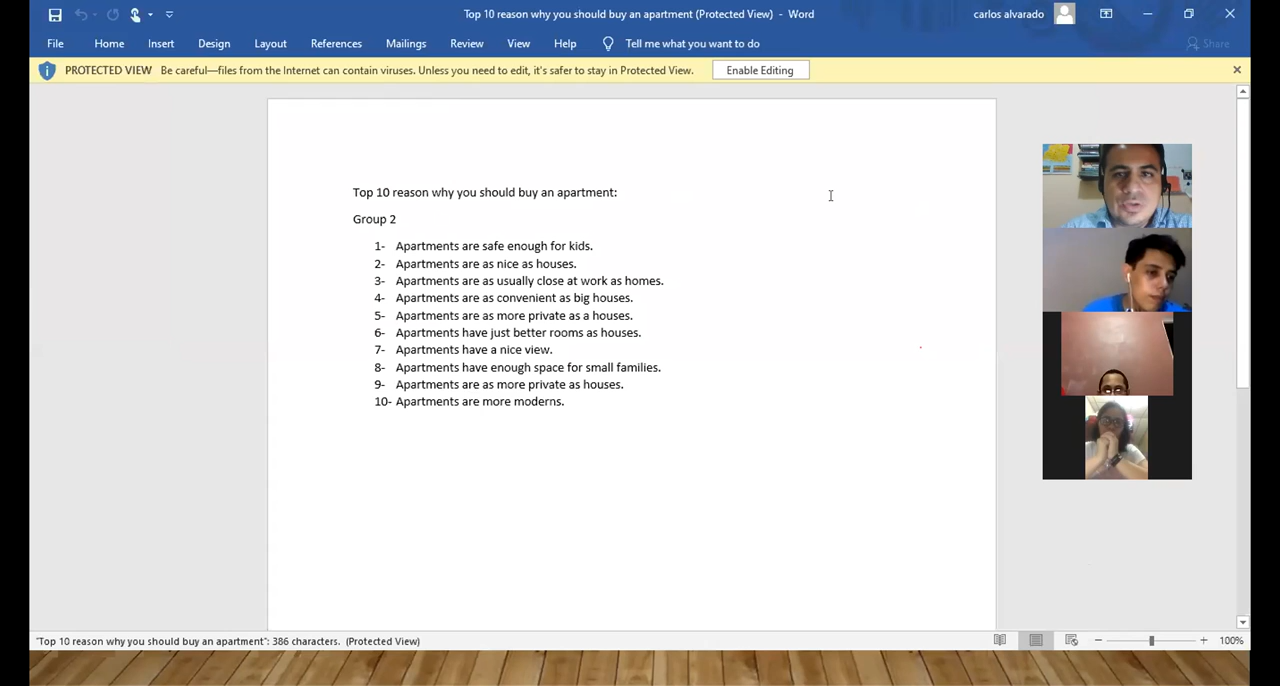 Top 10 reason why you should buy an apartment (Protected View) - Word
carlos alvarado
File Home Insert Design Layout References Mailings Review View Help Tell me what you want to do Share
PROTECTED VIEW Be careful—files from the Internet can contain viruses. Unless you need to edit, it's safer to stay in Protected View. Enable Editing
Top 10 reason why you should buy an apartment:
Group 2
1- Apartments are safe enough for kids.
2- Apartments are as nice as houses.
3- Apartments are as usually close at work as homes.
4- Apartments are as convenient as big houses.
5- Apartments are as more private as a houses.
6- Apartments have just better rooms as houses.
7- Apartments have a nice view.
8- Apartments have enough space for small families.
9- Apartments are as more private as houses.
10- Apartments are more moderns.
"Top 10 reason why you should buy an apartment": 386 characters. (Protected View)
100%